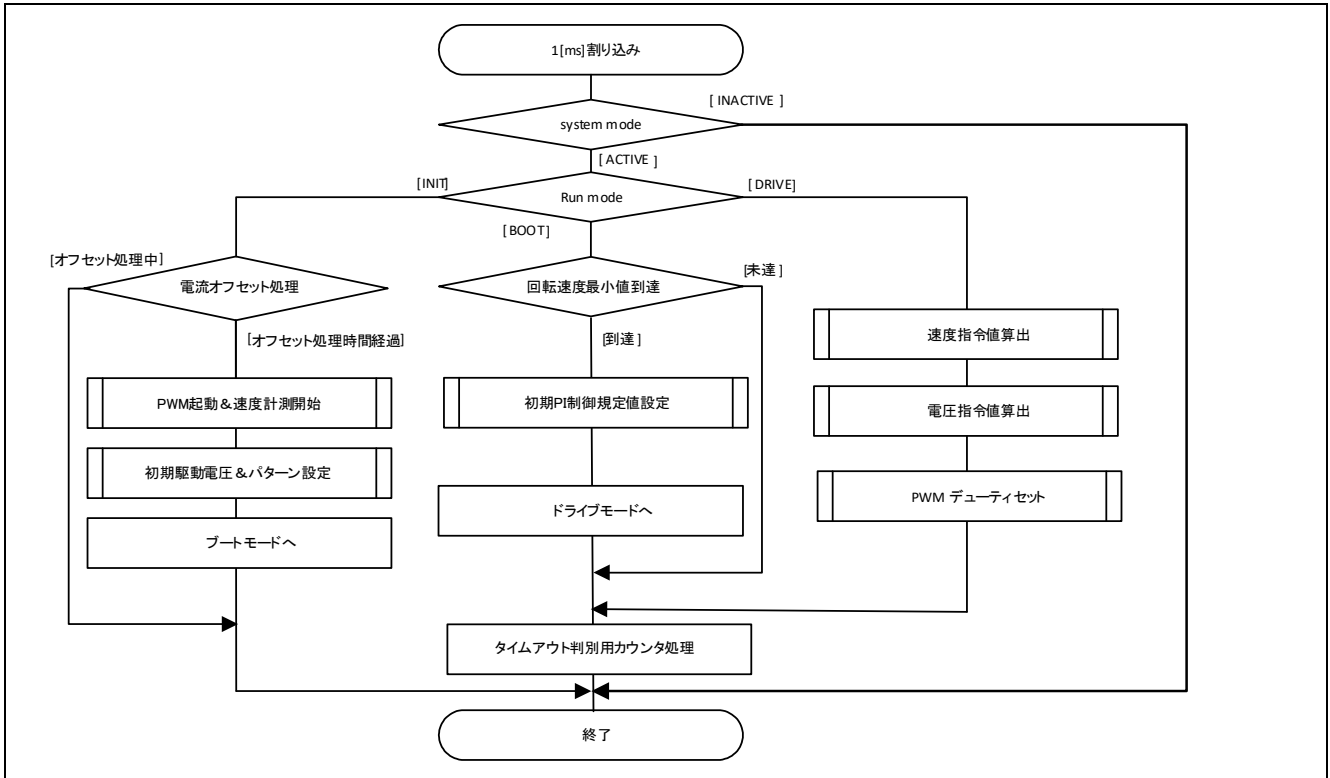 1[ms]割り込み
[ INACTIVE ]
system mode
[ ACTIVE ]
[INIT]
Run mode
[ DRIVE]
[ BOOT]
[オフセット処理中]
電流オフセット処理
回転速度最小値到達
[未達 ]
[オフセット処理時間経過]
[到達 ]
速度指令値算出
PWM起動&速度計測開始
初期PI制御規定値設定
電圧指令値算出
初期駆動電圧&パターン設定
PWM デューティセット
ドライブモードへ
ブートモードへ
タイムアウト判別用カウンタ処理
終了